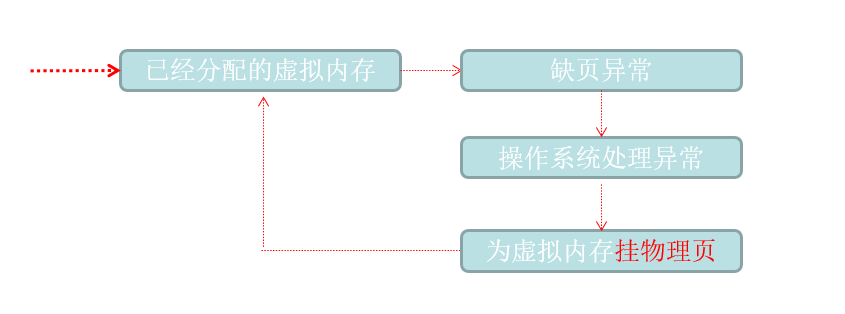 已经分配的虚拟内存
缺页异常
操作系统处理异常
为虚拟内存挂物理页